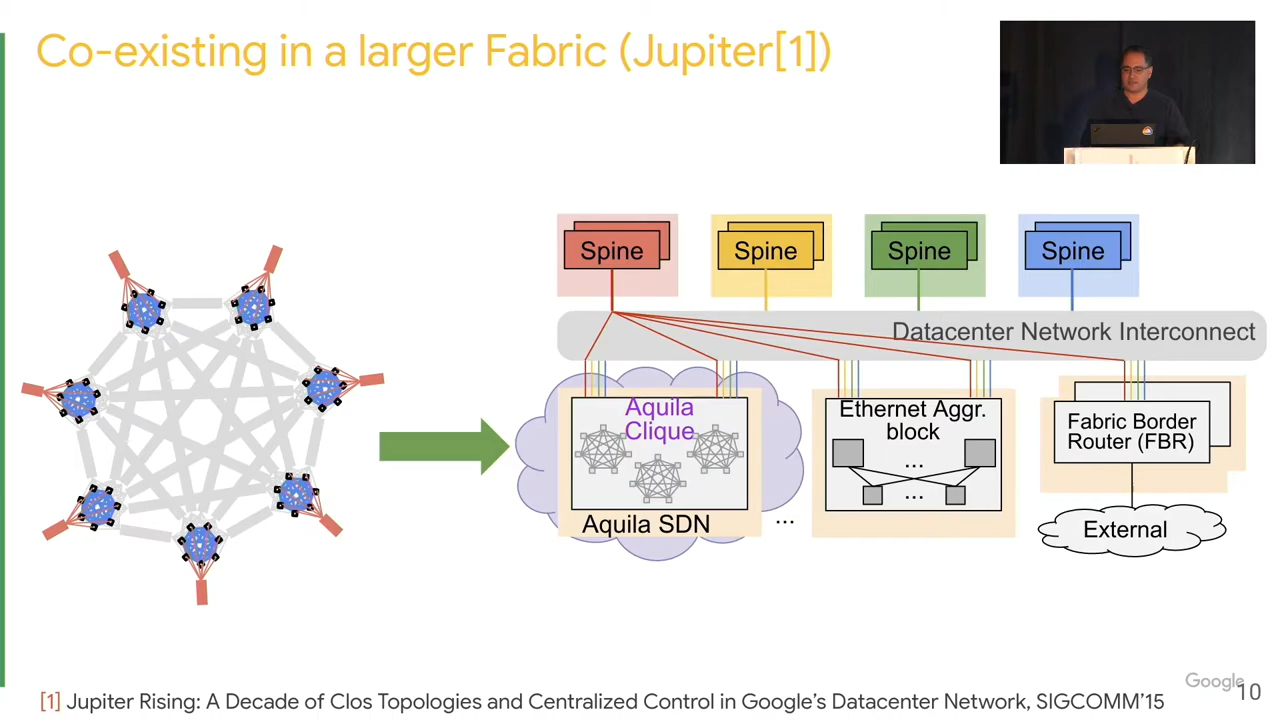 Co-existing in a larger Fabric (Jupiter[1])
Spine
Spine
Spine
Spine
Datacenter Network Interconnect
Aquila
Clique
Aquila SDN
...
Ethernet Aggr.
block
...
...
Fabric Border
Router (FBR)
External
[1] Jupiter Rising: A Decade of Clos Topologies and Centralized Control in Google's Datacenter Network, SIGCOMM'15
Google
10